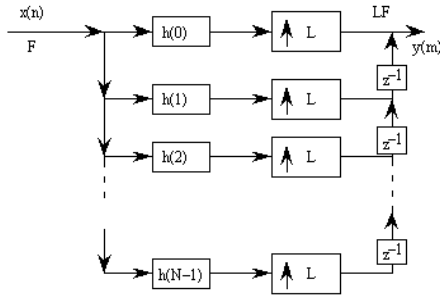 x(n) LF
F h(0) L y(m)
z⁻¹
h(1) L
z⁻¹
h(2) L
z⁻¹
h(N−1) L